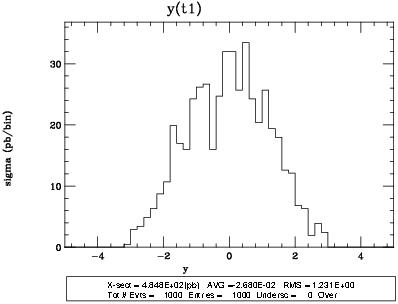 y(t1)
sigma (pb/bin)
30
20
10
0
-4 -2 0 2 4
y
X-sect = 4.848E+02(pb) AVG =-2.680E-02 RMS = 1.231E+00
Tot # Evts = 1000 Entries = 1000 Undersc = 0 Over